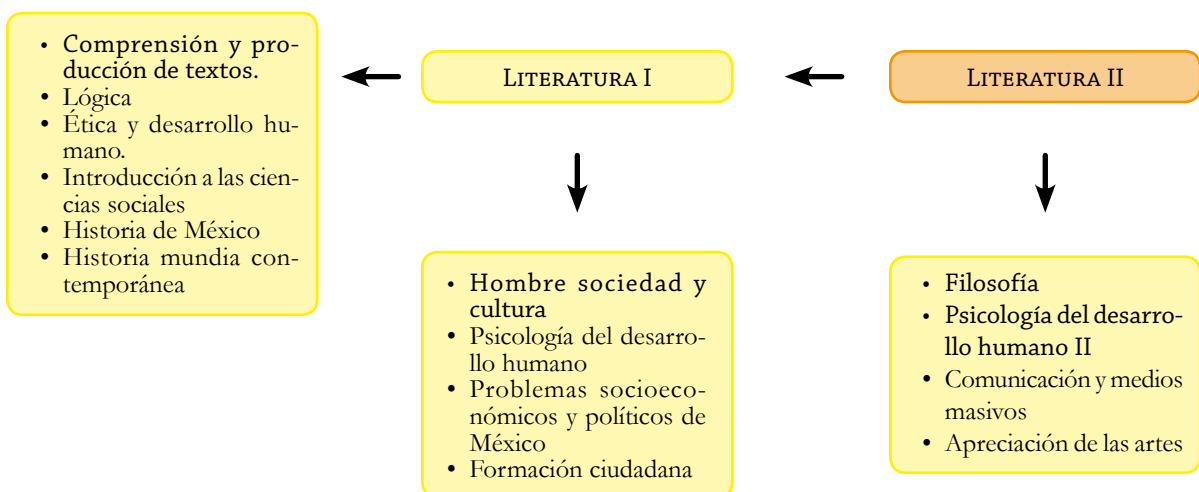 • Comprensión y pro-
ducción de textos.
• Lógica
• Ética y desarrollo hu-
mano.
• Introducción a las cien-
cias sociales
• Historia de México
• Historia mundia con-
temporánea
Literatura I
Literatura II
• Hombre sociedad y
cultura
• Psicología del desarro-
llo humano
• Problemas socioeco-
nómicos y políticos de
México
• Formación ciudadana
• Filosofía
• Psicología del desarro-
llo humano II
• Comunicación y medios
masivos
• Apreciación de las artes